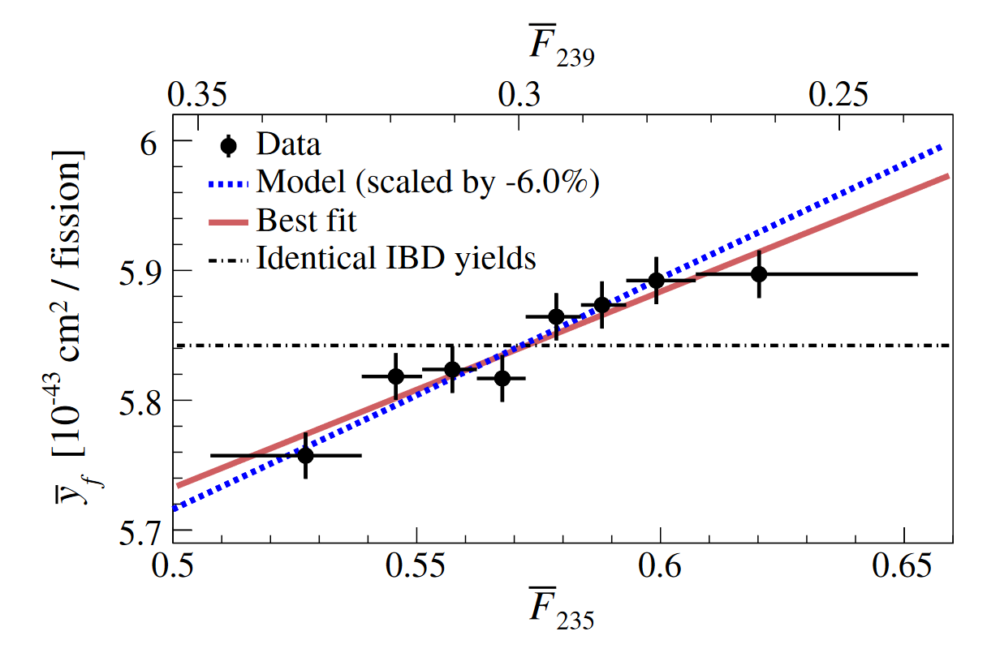 F̅₂₃₉
0.35 0.3 0.25
6
5.9
5.8
5.7
y̅_f [10⁻⁴³ cm² / fission]
Data
Model (scaled by -6.0%)
Best fit
Identical IBD yields
0.5 0.55 0.6 0.65
F̅₂₃₅